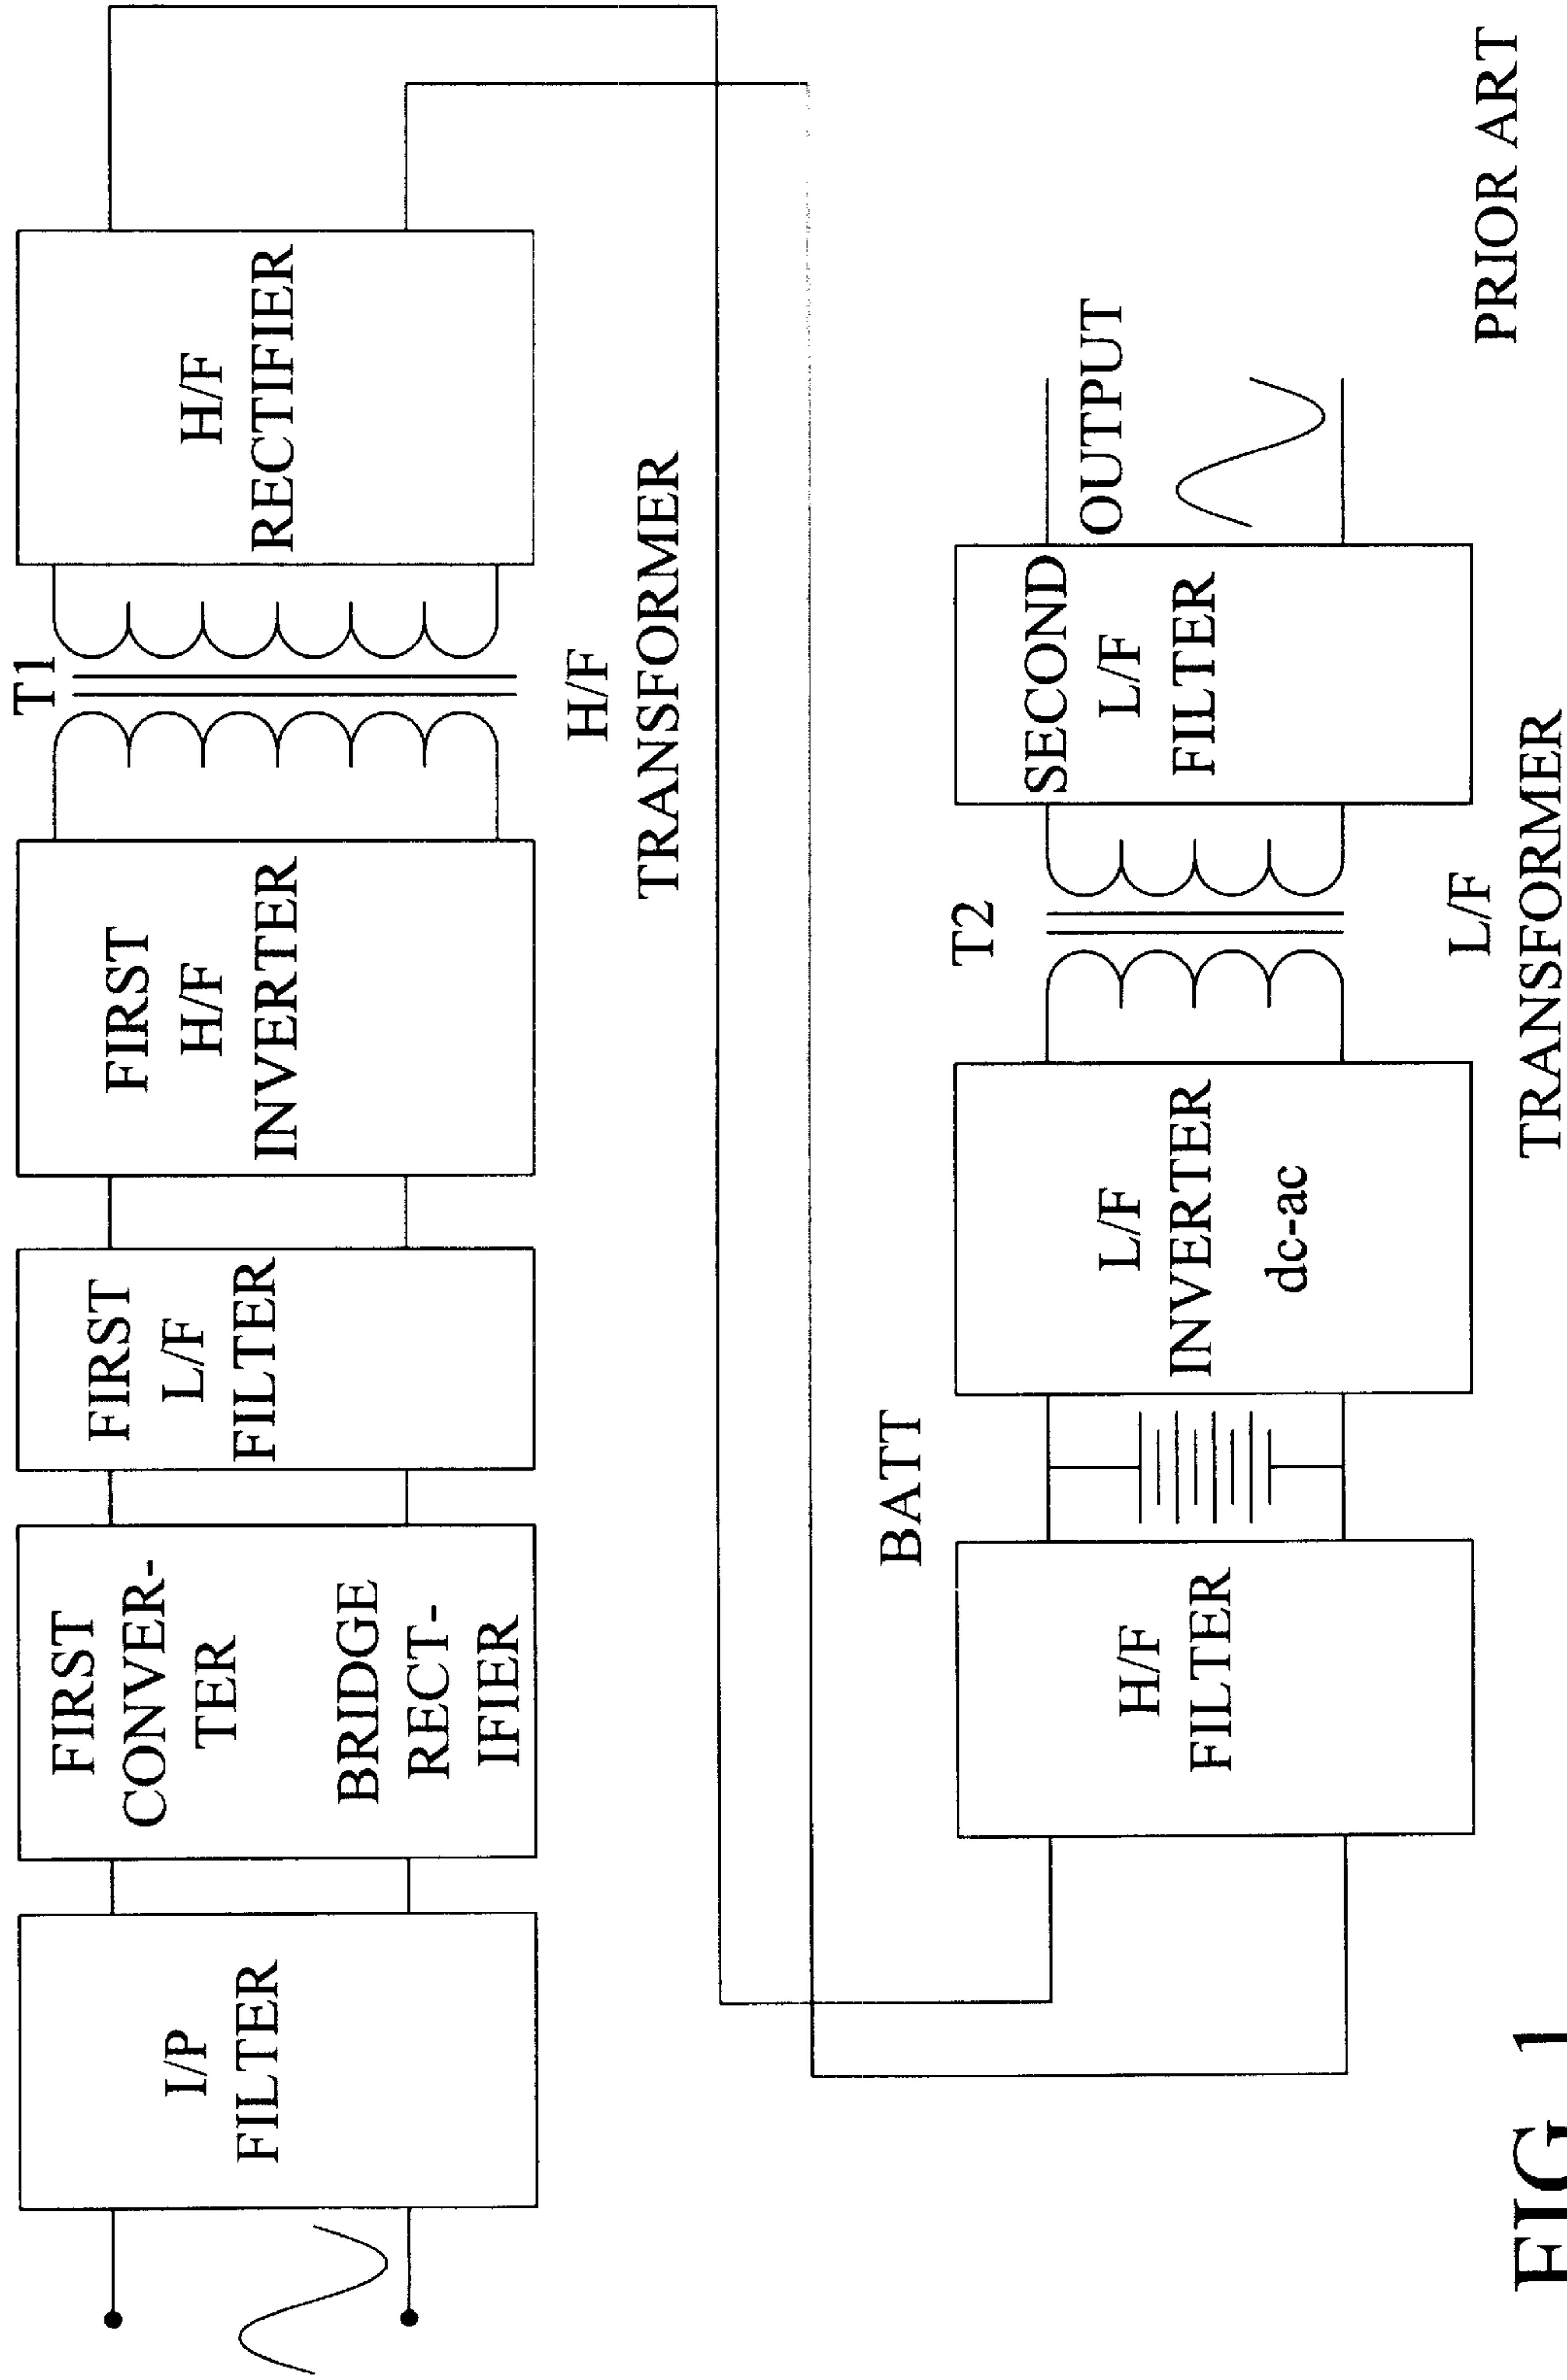 I/P
FILTER
FIRST
CONVER-
TER
BRIDGE
RECT-
IFIER
FIRST
L/F
FILTER
FIRST
H/F
INVERTER
T1
H/F
TRANSFORMER
H/F
RECTIFIER
H/F
FILTER
BATT
L/F
INVERTER
dc-ac
T2
L/F
TRANSFORMER
SECOND
L/F
FILTER
OUTPUT
PRIOR ART
FIG 1